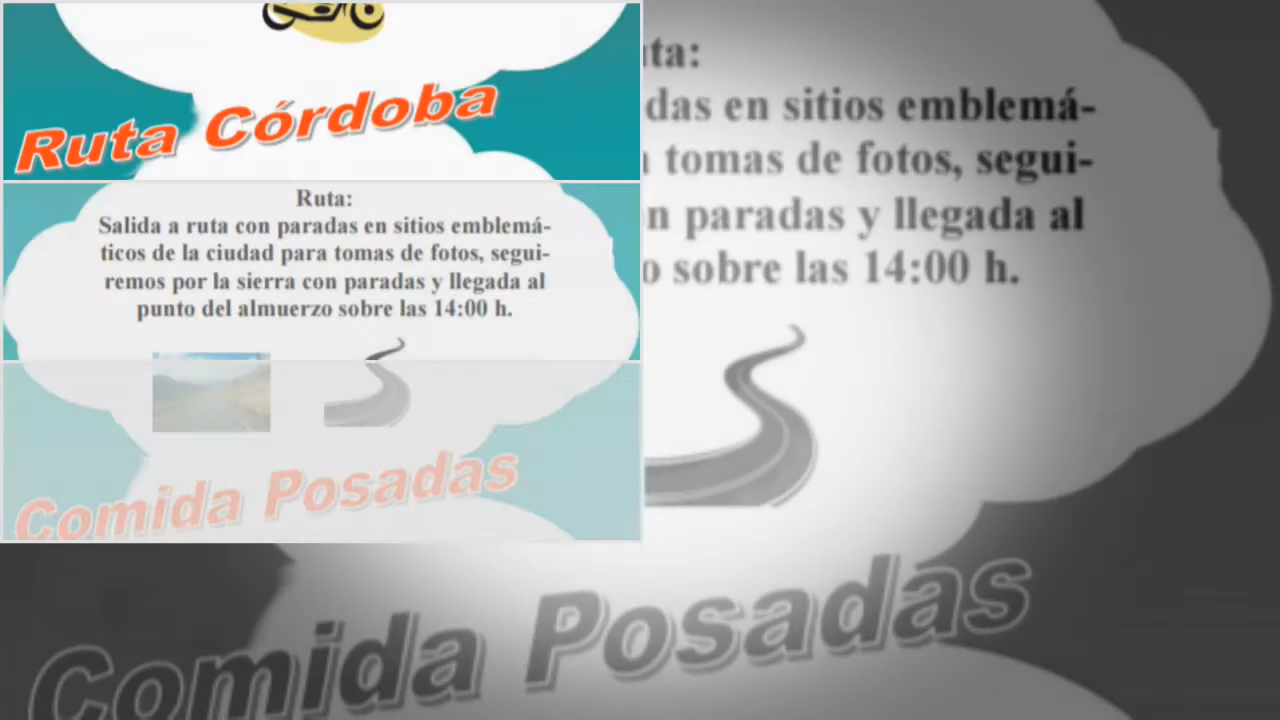 Ruta Córdoba
Ruta:
Salida a ruta con paradas en sitios emblemá-
ticos de la ciudad para tomas de fotos, segui-
remos por la sierra con paradas y llegada al
punto del almuerzo sobre las 14:00 h.
Comida Posadas
ta:
das en sitios emblemá-
tomas de fotos, segui-
n paradas y llegada al
o sobre las 14:00 h.
Comida Posadas